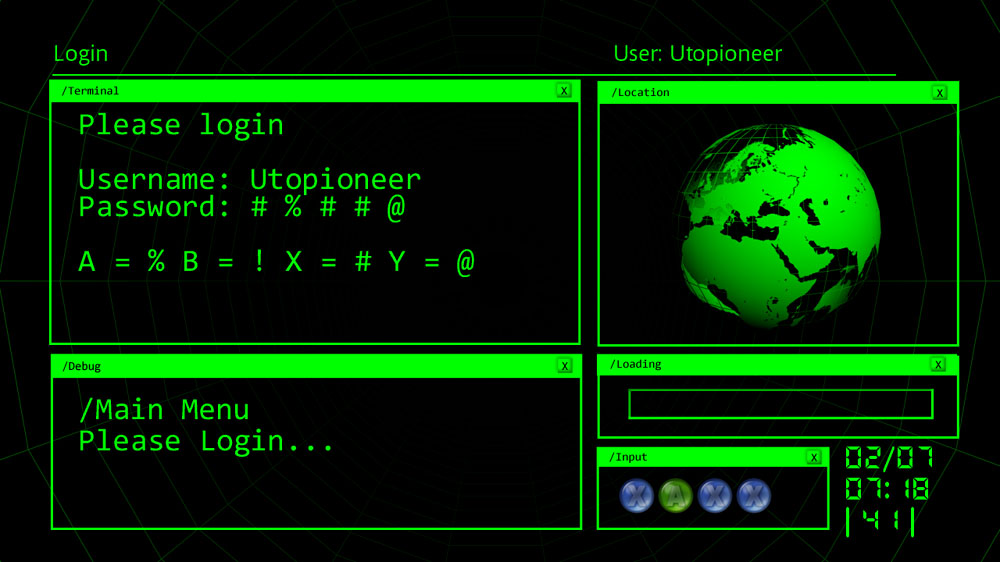 Login
User: Utopioneer
/Terminal X
Please login
Username: Utopioneer
Password: # % # # @
A = % B = ! X = # Y = @
/Location X
/Debug X
/Main Menu
Please Login...
/Loading X
/Input X
X A X X
02/07
07:18
|41|